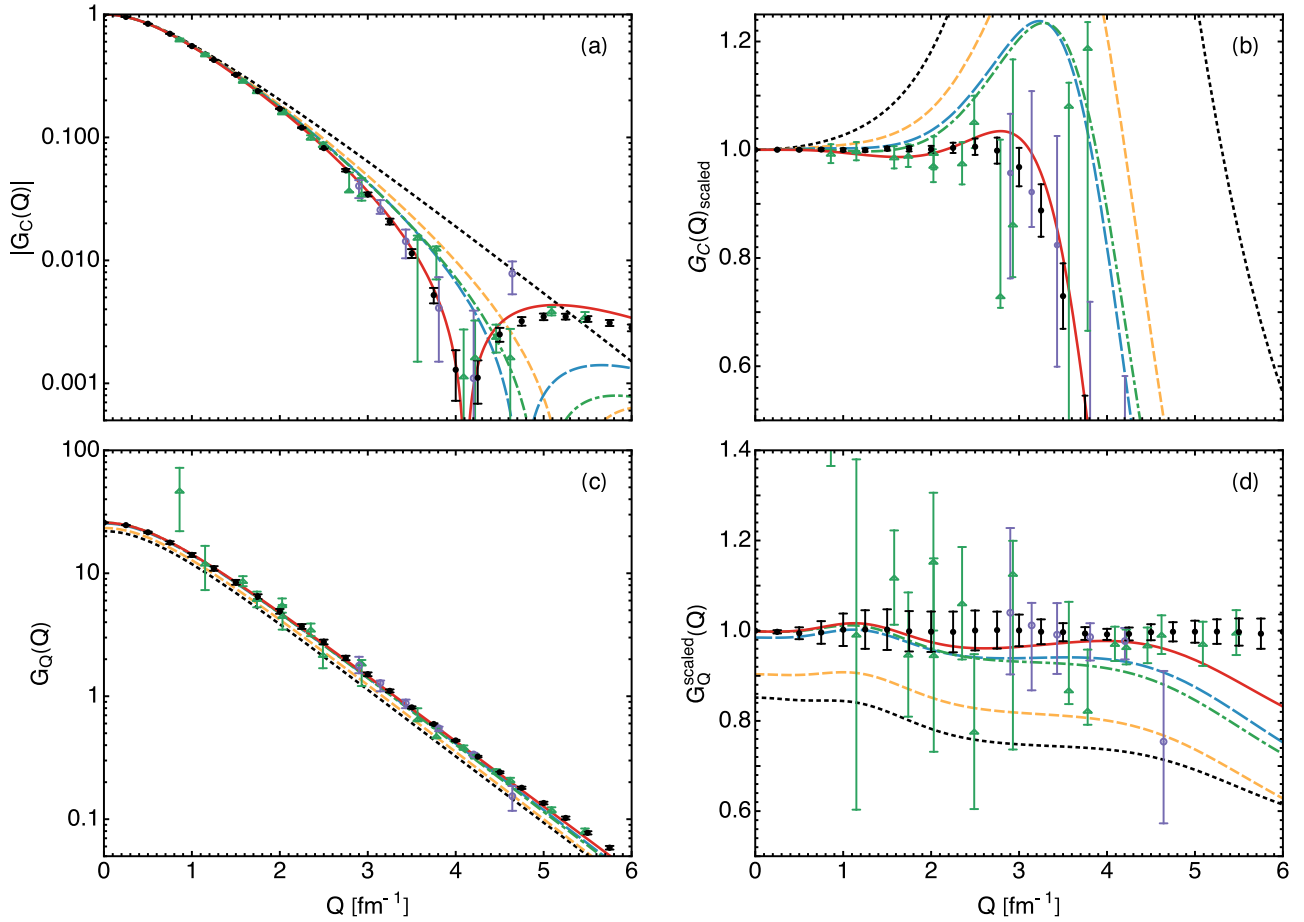 (a)
|G_C(Q)|
1
0.100
0.010
0.001
(b)
G_C(Q)_scaled
1.2
1.0
0.8
0.6
(c)
G_Q(Q)
100
10
1
0.1
0 1 2 3 4 5 6
Q [fm⁻¹]
(d)
G_Q^scaled(Q)
1.4
1.2
1.0
0.8
0.6
0 1 2 3 4 5 6
Q [fm⁻¹]